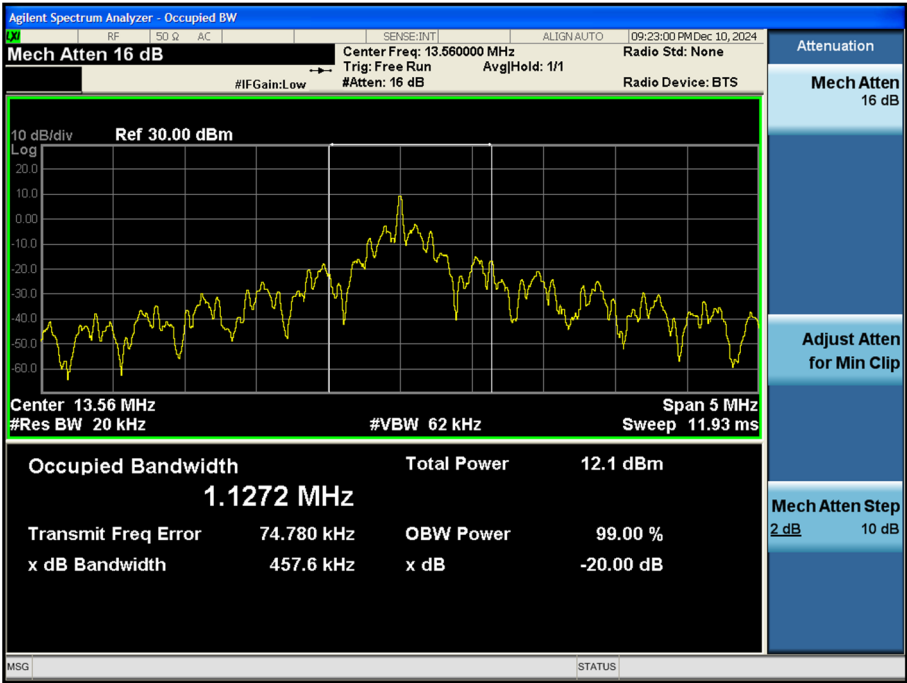 Agilent Spectrum Analyzer - Occupied BW
LXI RF 50 Ω AC SENSE:INT ALIGN AUTO 09:23:00 PM Dec 10, 2024
Mech Atten 16 dB
Center Freq: 13.560000 MHz
Radio Std: None
Trig: Free Run Avg|Hold: 1/1
#IFGain:Low #Atten: 16 dB Radio Device: BTS
10 dB/div Ref 30.00 dBm
Log
20.0
10.0
0.00
-10.0
-20.0
-30.0
-40.0
-50.0
-60.0
Center 13.56 MHz Span 5 MHz
#Res BW 20 kHz #VBW 62 kHz Sweep 11.93 ms
Occupied Bandwidth Total Power 12.1 dBm
1.1272 MHz
Transmit Freq Error 74.780 kHz OBW Power 99.00 %
x dB Bandwidth 457.6 kHz x dB -20.00 dB
MSG STATUS
Attenuation
Mech Atten
16 dB
Adjust Atten
for Min Clip
Mech Atten Step
2 dB 10 dB